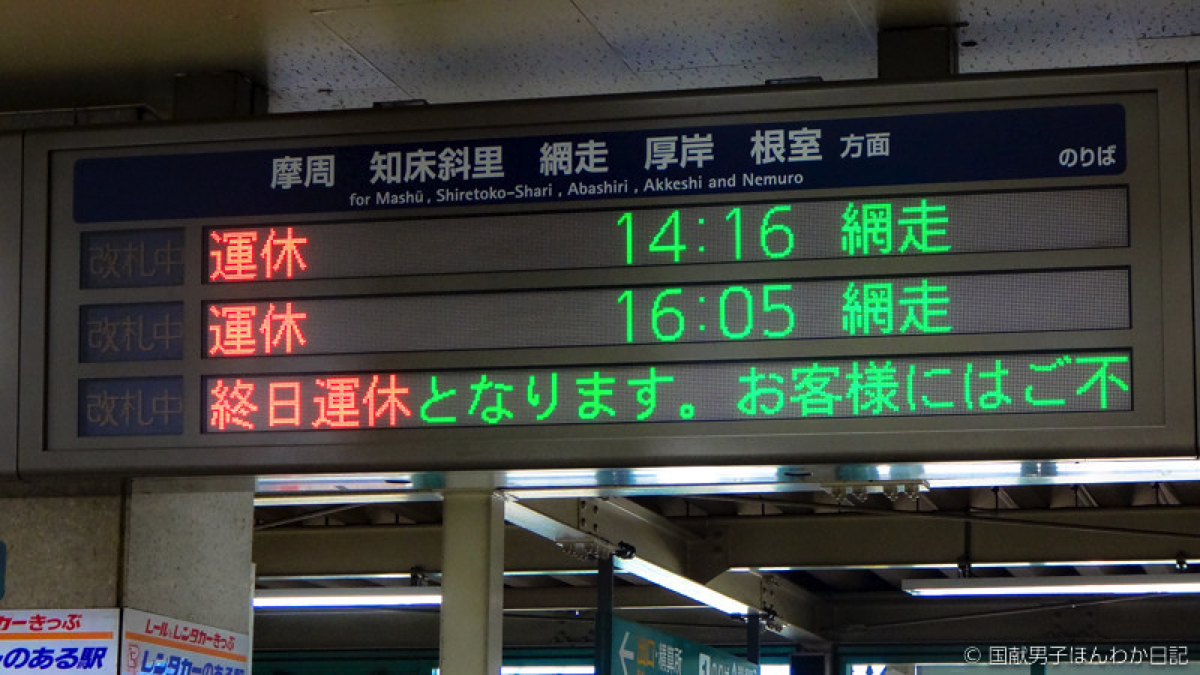 摩周 知床斜里 網走 厚岸 根室 方面 のりば
for Mashū, Shiretoko-Shari, Abashiri, Akkeshi and Nemuro
改札中 運休 14:16 網走
改札中 運休 16:05 網走
改札中 終日運休となります。お客様にはご不
カーきっぷ
のある駅
レール&レンタカーきっぷ
レンタカーのある駅
© 国献男子ほんわか日記